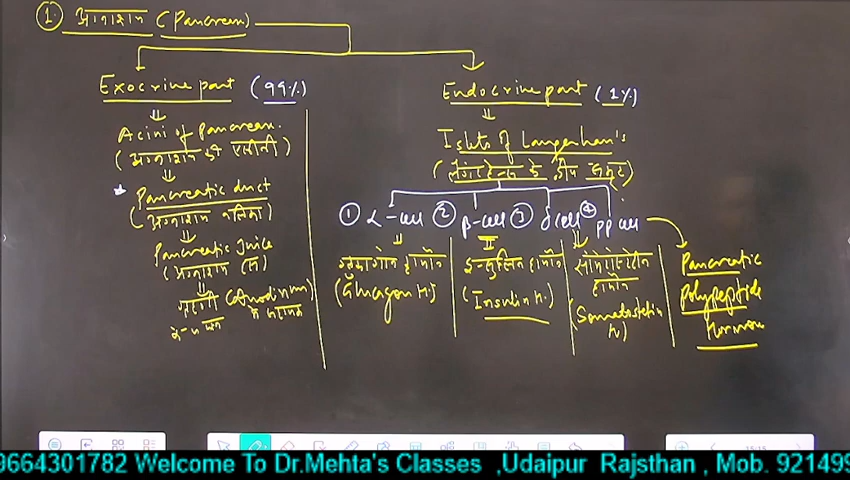 ① अग्नाशय (Pancreas)
Exocrine part (99%)
Acini of Pancreas.
(अग्नाशय की एसीनी)
Pancreatic duct
(अग्नाशय नलिका)
Pancreatic Juice
(अग्नाशय रस)
ग्रहणी (duodinum)
में
Endocrine part (1%)
Islets of Langerhan's
(लैंगरहेन्स के द्वीप समूह)
① α-cell ② β-cell ③ δ cell ④ pp cell
ग्लूकागोन हार्मोन
(Glucagon H.)
इन्सुलिन हार्मोन
(Insulin H.)
सोमेटोस्टेटिन
हार्मोन
(Somatostetin
H)
Pancreatic
Polypeptide
Hormone
9664301782 Welcome To Dr.Mehta's Classes ,Udaipur Rajsthan , Mob. 921499